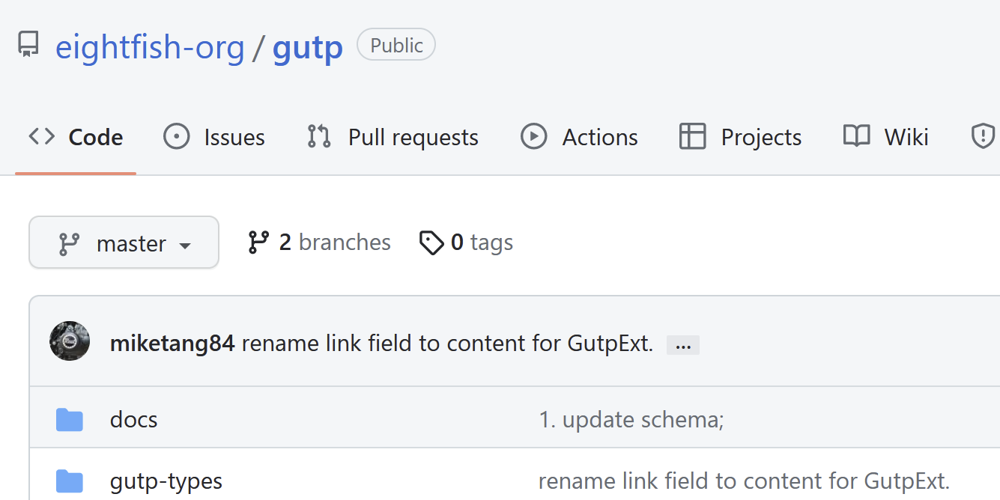 eightfish-org / gutp Public
Code Issues Pull requests Actions Projects Wiki
master 2 branches 0 tags
miketang84 rename link field to content for GutpExt. ...
docs 1. update schema;
gutp-types rename link field to content for GutpExt.